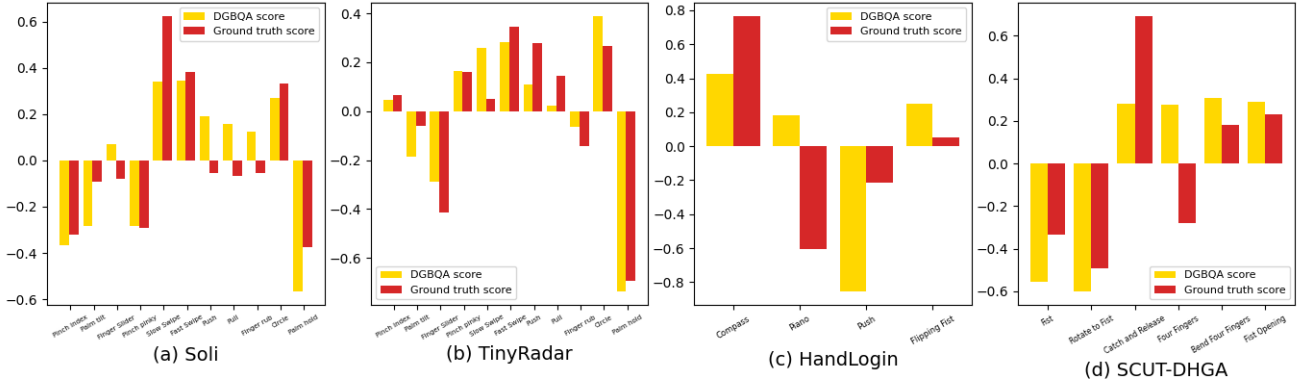 DGBQA score
Ground truth score
0.6
0.4
0.2
0.0
−0.2
−0.4
−0.6
Pinch index
Palm tilt
Finger Slider
Pinch pinky
Slow Swipe
Fast Swipe
Push
Pull
Finger rub
Circle
Palm hold
(a) Soli
0.4
0.2
0.0
−0.2
−0.4
−0.6
DGBQA score
Ground truth score
Pinch index
Palm tilt
Finger Slider
Pinch pinky
Slow Swipe
Fast Swipe
Push
Pull
Finger rub
Circle
Palm hold
(b) TinyRadar
DGBQA score
Ground truth score
0.8
0.6
0.4
0.2
0.0
−0.2
−0.4
−0.6
−0.8
Compass
Piano
Push
Flipping Fist
(c) HandLogin
0.6
0.4
0.2
0.0
−0.2
−0.4
−0.6
DGBQA score
Ground truth score
Fist
Rotate to Fist
Catch and Release
Four Fingers
Bend Four Fingers
Fist Opening
(d) SCUT-DHGA